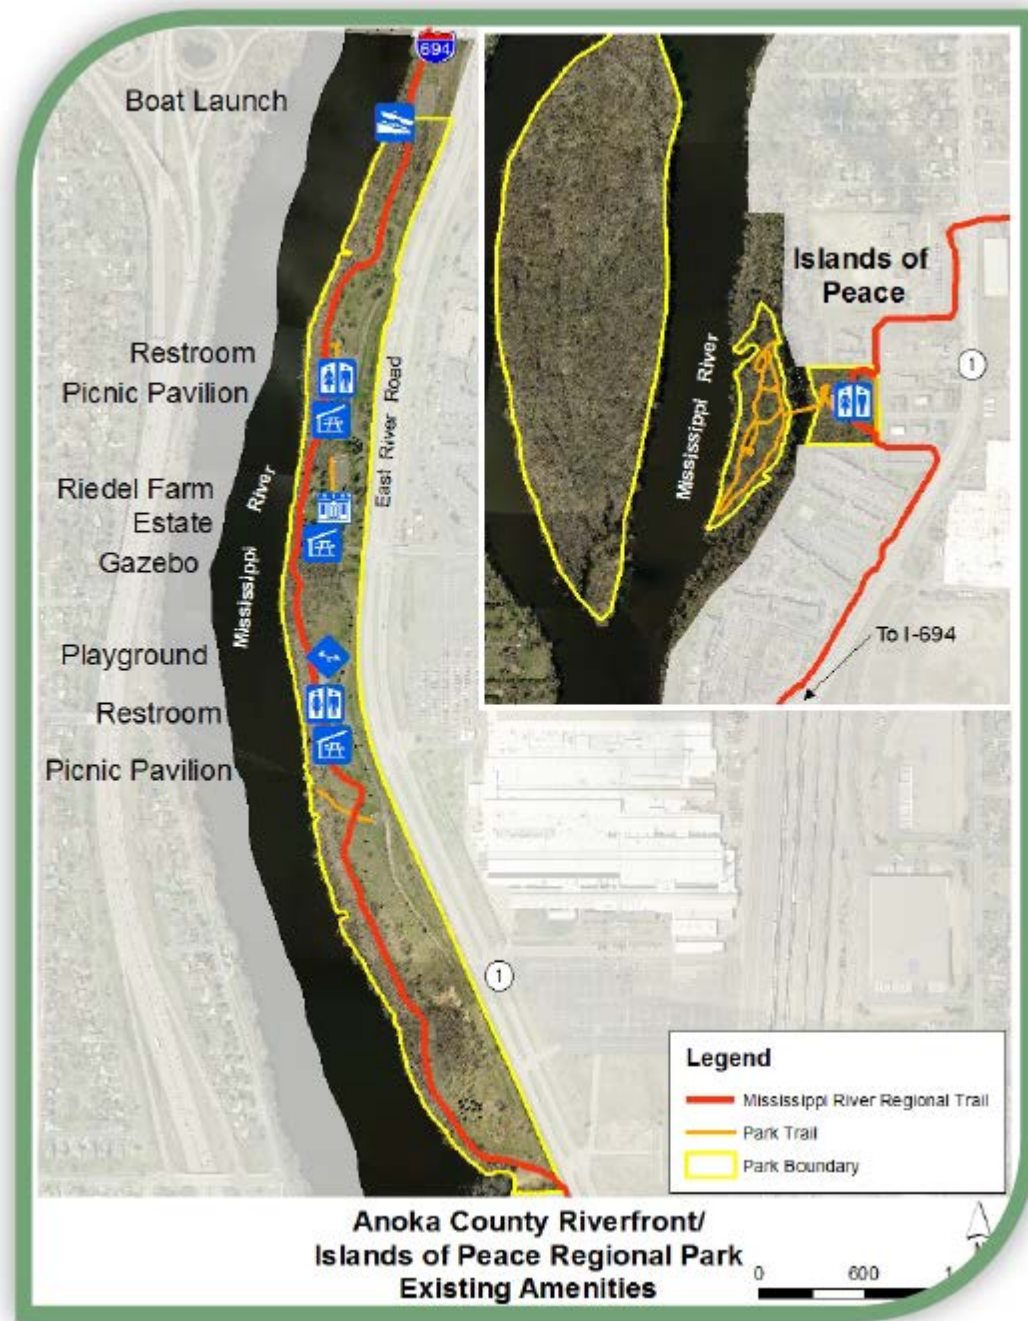 694
Boat Launch
Restroom
Picnic Pavilion
Riedel Farm
Estate
Gazebo
Playground
Restroom
Picnic Pavilion
Mississippi River
East River Road
1
Islands of
Peace
Mississippi River
1
To I-694
Legend
Mississippi River Regional Trail
Park Trail
Park Boundary
Anoka County Riverfront/
Islands of Peace Regional Park
Existing Amenities
0 600 1